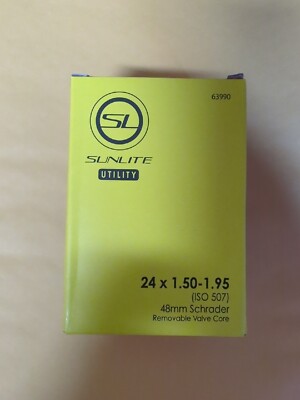 63990
SL
SUNLITE
UTILITY
24 x 1.50-1.95
(ISO 507)
48mm Schrader
Removable Valve Core